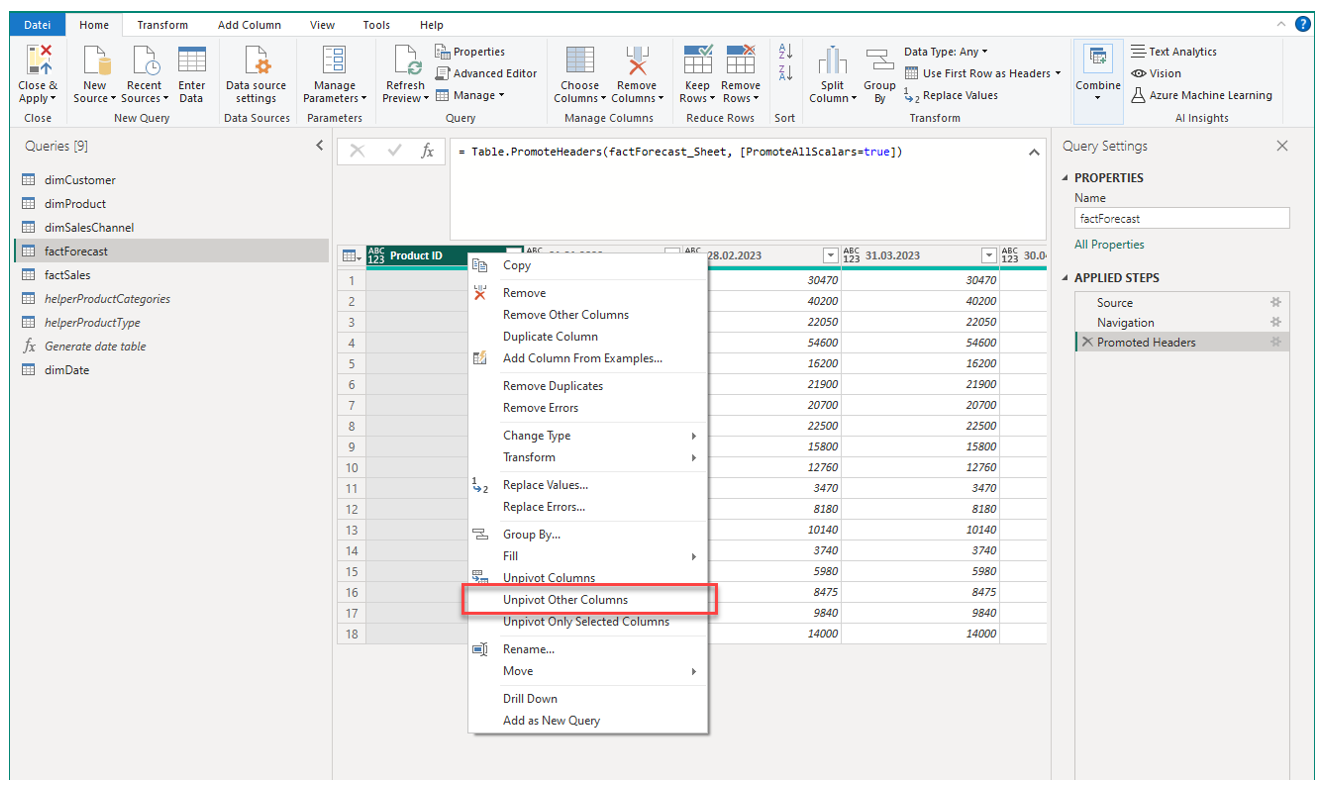 Datei Home Transform Add Column View Tools Help
Close & Apply
New Source
Recent Sources
Enter Data
Data source settings
Manage Parameters
Refresh Preview
Properties
Advanced Editor
Manage
Choose Columns
Remove Columns
Keep Rows
Remove Rows
Split Column
Group By
Data Type: Any
Use First Row as Headers
Replace Values
Combine
Text Analytics
Vision
Azure Machine Learning
Close New Query Data Sources Parameters Query Manage Columns Reduce Rows Sort Transform AI Insights
Queries [9]
dimCustomer
dimProduct
dimSalesChannel
factForecast
factSales
helperProductCategories
helperProductType
fx Generate date table
dimDate
fx = Table.PromoteHeaders(factForecast_Sheet, [PromoteAllScalars=true])
ABC 123 Product ID ABC ABC 28.02.2023 ABC 123 31.03.2023 ABC 123 30.0
1 30470 30470
2 40200 40200
3 22050 22050
4 54600 54600
5 16200 16200
6 21900 21900
7 20700 20700
8 22500 22500
9 15800 15800
10 12760 12760
11 3470 3470
12 8180 8180
13 10140 10140
14 3740 3740
15 5980 5980
16 8475 8475
17 9840 9840
18 14000 14000
Copy
Remove
Remove Other Columns
Duplicate Column
Add Column From Examples...
Remove Duplicates
Remove Errors
Change Type
Transform
Replace Values...
Replace Errors...
Group By...
Fill
Unpivot Columns
Unpivot Other Columns
Unpivot Only Selected Columns
Rename...
Move
Drill Down
Add as New Query
Query Settings
PROPERTIES
Name
factForecast
All Properties
APPLIED STEPS
Source
Navigation
Promoted Headers